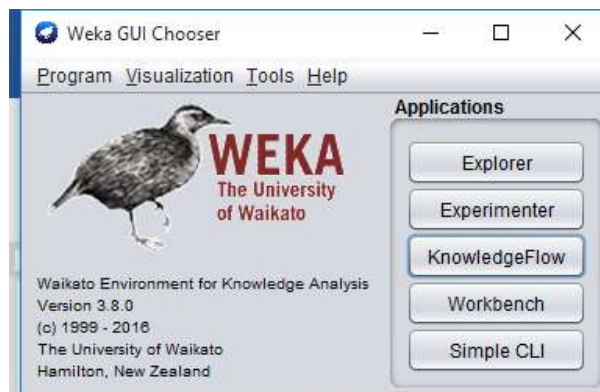 Weka GUI Chooser
Program Visualization Tools Help
WEKA
The University
of Waikato
Waikato Environment for Knowledge Analysis
Version 3.8.0
(c) 1999 - 2016
The University of Waikato
Hamilton, New Zealand
Applications
Explorer
Experimenter
KnowledgeFlow
Workbench
Simple CLI